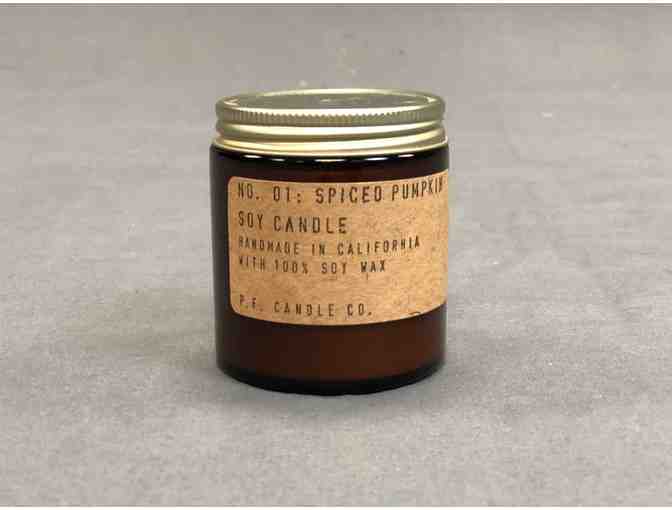 NO. 01: SPICED PUMPKIN
SOY CANDLE
HANDMADE IN CALIFORNIA
WITH 100% SOY WAX
P.F. CANDLE CO.